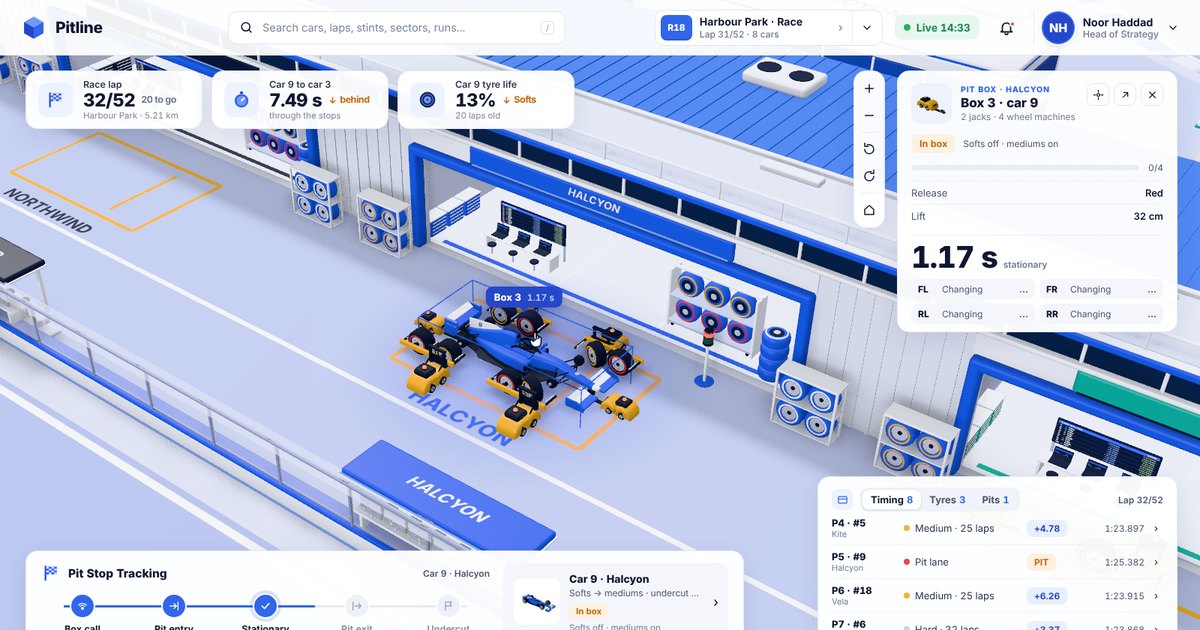 Pitline
Search cars, laps, stints, sectors, runs...
/
R18
Harbour Park · Race
Lap 31/52 · 8 cars
Live 14:33
NH
Noor Haddad
Head of Strategy
Race lap
32/52 20 to go
Harbour Park · 5.21 km
Car 9 to car 3
7.49 s ↓ behind
through the stops
Car 9 tyre life
13% ↓ Softs
20 laps old
PIT BOX · HALCYON
Box 3 · car 9
2 jacks · 4 wheel machines
In box
Softs off · mediums on
0/4
Release
Red
Lift
32 cm
1.17 s stationary
FL Changing ...
FR Changing ...
RL Changing ...
RR Changing ...
NORTHWIND
HALCYON
Box 3 1.17 s
HALCYON
HALCYON
Timing 8
Tyres 3
Pits 1
Lap 32/52
P4 · #5
Kite
Medium · 25 laps
+4.78
1:23.897
P5 · #9
Halcyon
Pit lane
PIT
1:25.382
P6 · #18
Vela
Medium · 25 laps
+6.26
1:23.915
P7 · #6
Hard · 32 laps
+3.37
1:23.868
Pit Stop Tracking
Car 9 · Halcyon
Box call
Pit entry
Stationary
Pit exit
Undercut
Car 9 · Halcyon
Softs → mediums · undercut ...
In box
Softs off · mediums on